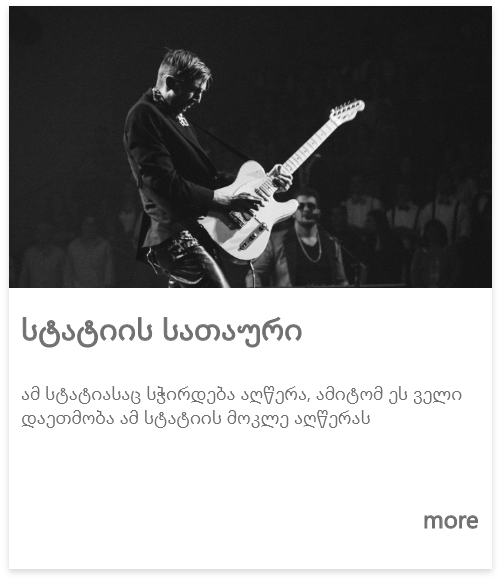 სტატიის სათაური
ამ სტატიასაც სჭირდება აღწერა, ამიტომ ეს ველი
დაეთმობა ამ სტატიის მოკლე აღწერას
more